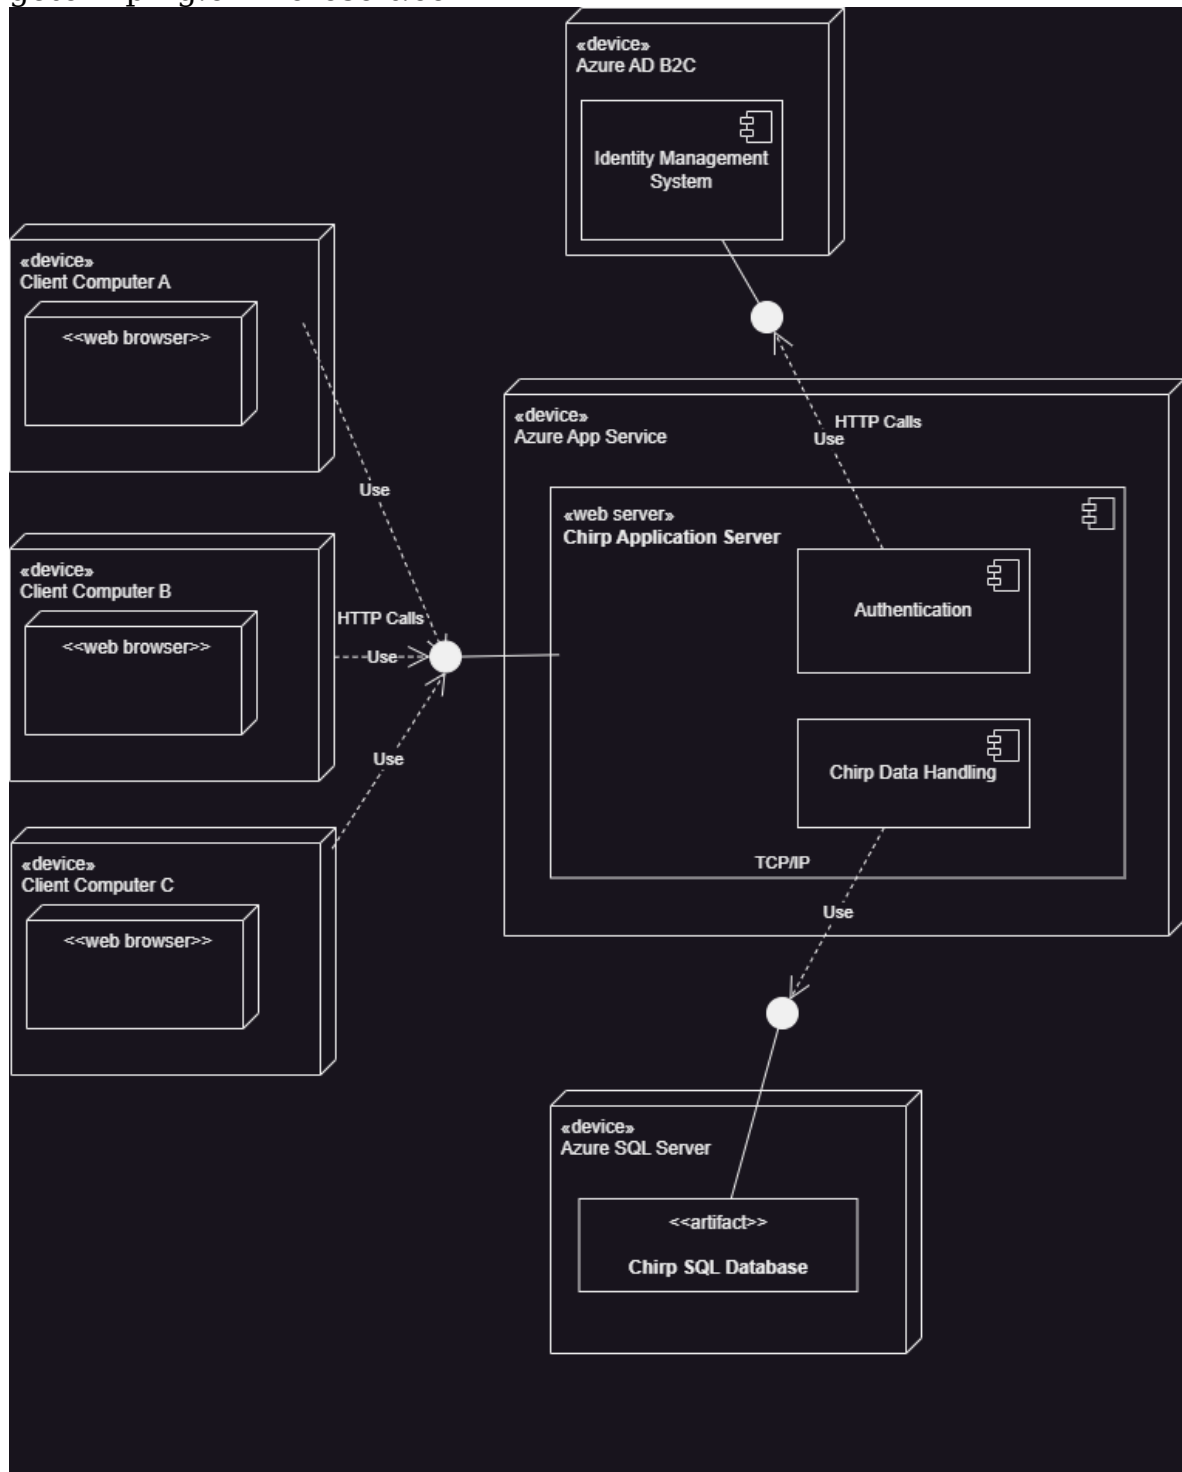 «device»
Azure AD B2C
Identity Management
System
«device»
Client Computer A
<<web browser>>
Use
«device»
Client Computer B
<<web browser>>
HTTP Calls
Use
«device»
Client Computer C
<<web browser>>
Use
HTTP Calls
Use
«device»
Azure App Service
«web server»
Chirp Application Server
Authentication
Chirp Data Handling
TCP/IP
Use
«device»
Azure SQL Server
<<artifact>>
Chirp SQL Database